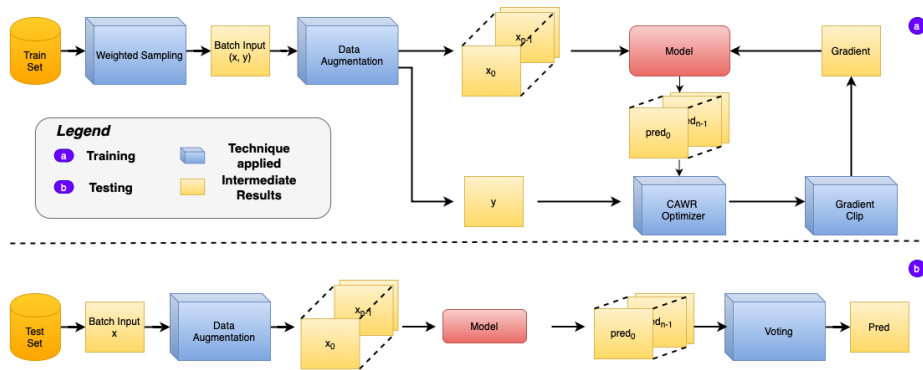 a
Train
Set
Weighted Sampling
Batch Input
(x, y)
Data
Augmentation
x0
xn-1
Model
Gradient
pred0
red n-1
Legend
a Training
Technique
applied
b Testing
Intermediate
Results
y
CAWR
Optimizer
Gradient
Clip
b
Test
Set
Batch Input
x
Data
Augmentation
x0
xn-1
Model
pred0
ed n-1
Voting
Pred